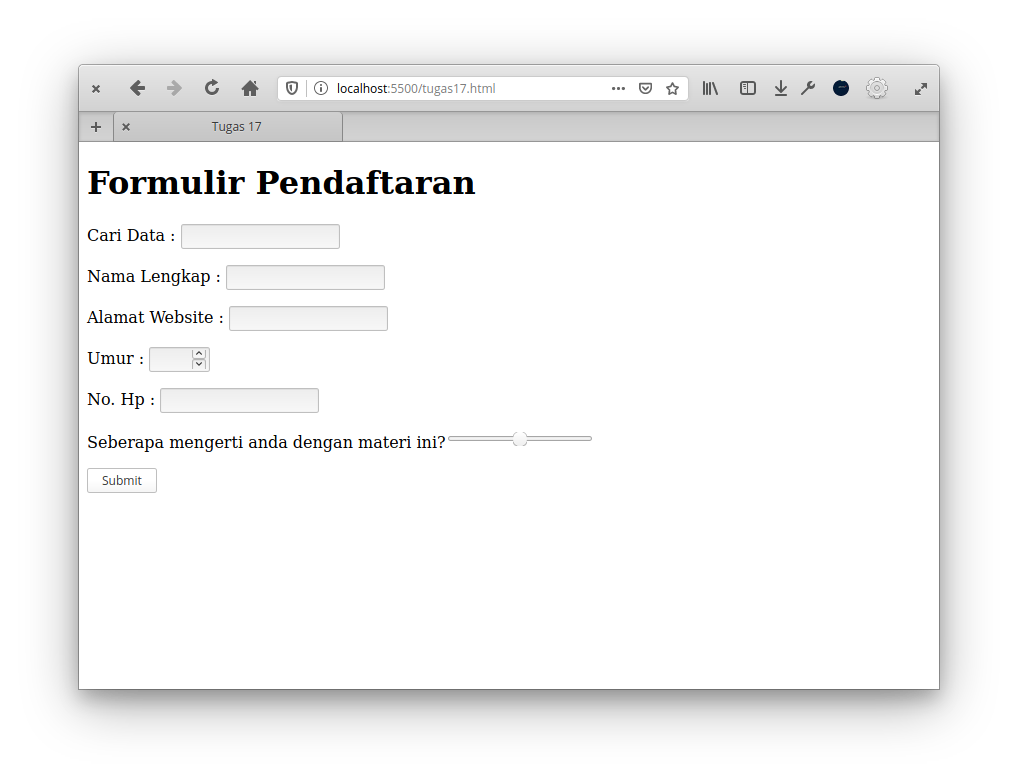 localhost:5500/tugas17.html
Tugas 17
Formulir Pendaftaran
Cari Data :
Nama Lengkap :
Alamat Website :
Umur :
No. Hp :
Seberapa mengerti anda dengan materi ini?
Submit